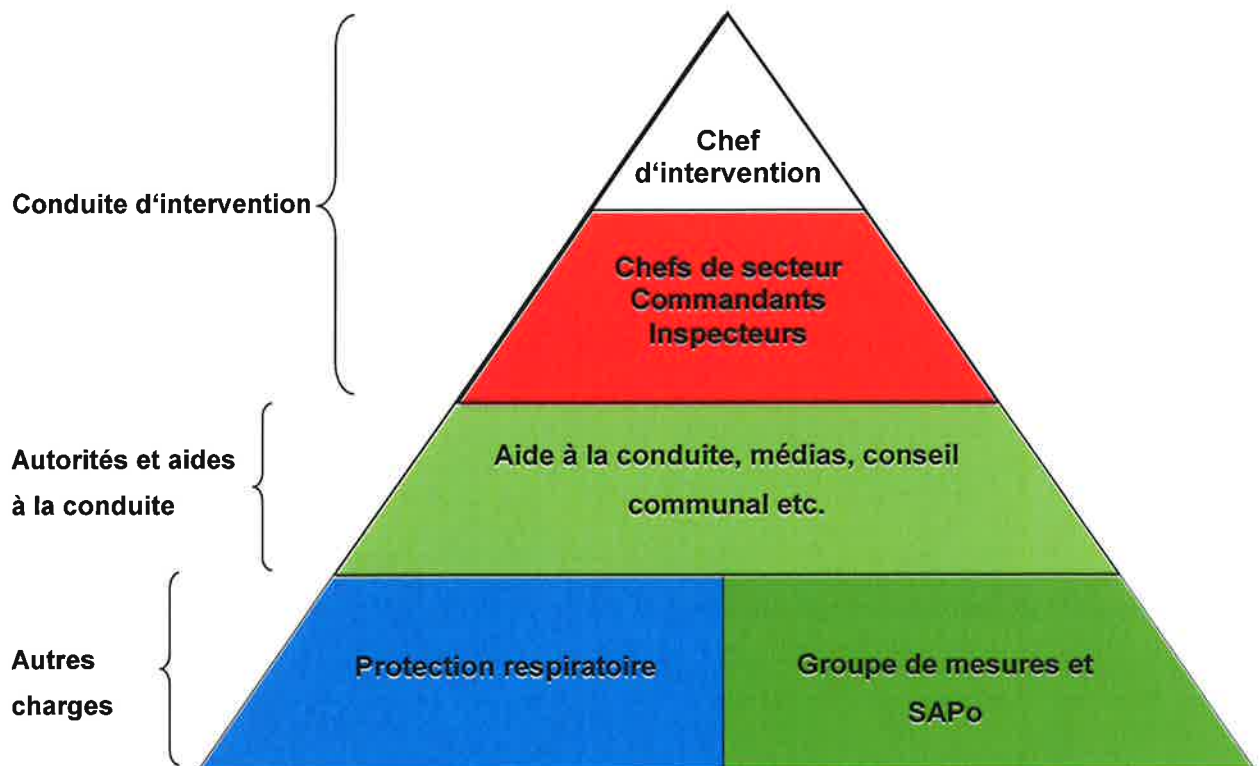 Chef
d‘intervention
Conduite d‘intervention
Chefs de secteur
Commandants
Inspecteurs
Autorités et aides
à la conduite
Aide à la conduite, médias, conseil
communal etc.
Autres
charges
Protection respiratoire
Groupe de mesures et
SAPo